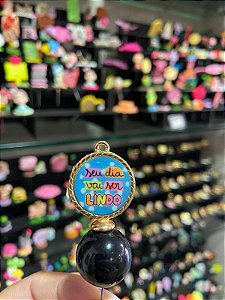 seu dia
vai ser
LINDO